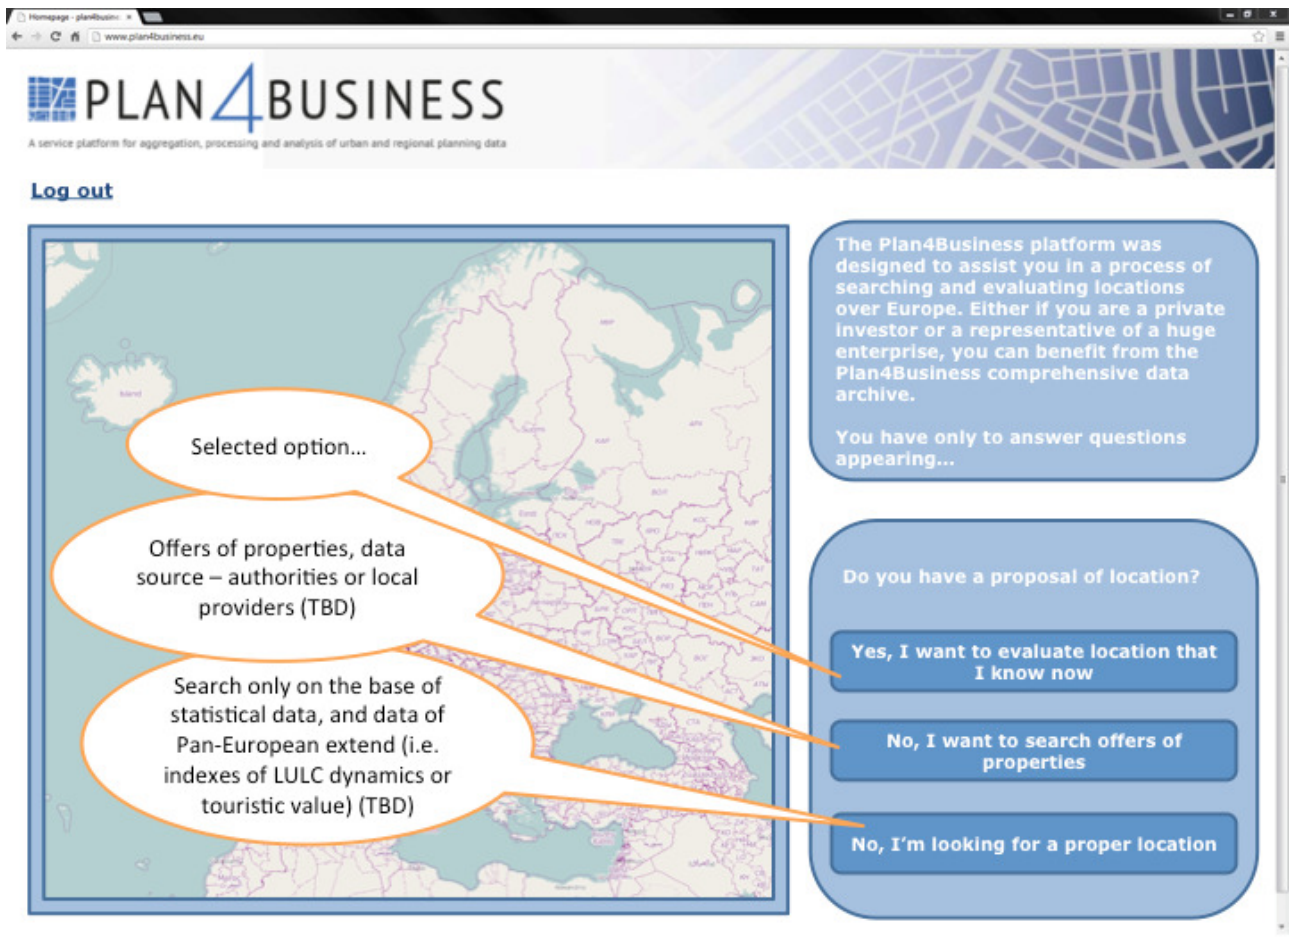 Homepage - plan4busines
www.plan4business.eu
PLAN4BUSINESS
A service platform for aggregation, processing and analysis of urban and regional planning data
Log out
The Plan4Business platform was
designed to assist you in a process of
searching and evaluating locations
over Europe. Either if you are a private
investor or a representative of a huge
enterprise, you can benefit from the
Plan4Business comprehensive data
archive.
You have only to answer questions
appearing...
Selected option...
Offers of properties, data
source – authorities or local
providers (TBD)
Search only on the base of
statistical data, and data of
Pan-European extend (i.e.
indexes of LULC dynamics or
touristic value) (TBD)
Do you have a proposal of location?
Yes, I want to evaluate location that
I know now
No, I want to search offers of
properties
No, I'm looking for a proper location